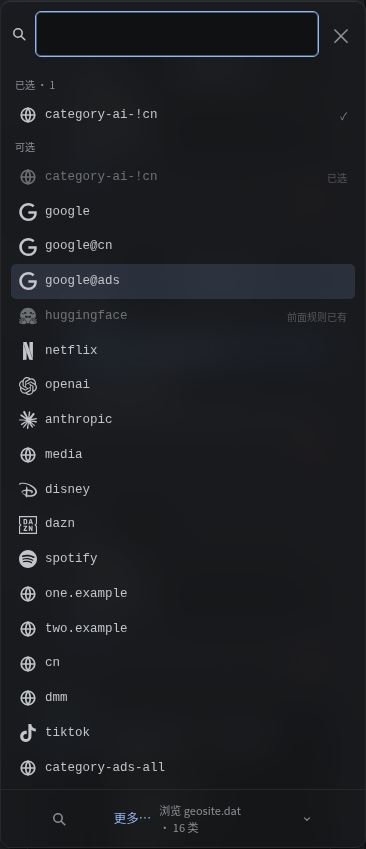 已选 · 1
category-ai-!cn ✓
可选
category-ai-!cn 已选
google
google@cn
google@ads
huggingface 前面规则已有
netflix
openai
anthropic
media
disney
DAZN dazn
spotify
one.example
two.example
cn
dmm
tiktok
category-ads-all
更多… 浏览 geosite.dat
· 16 类